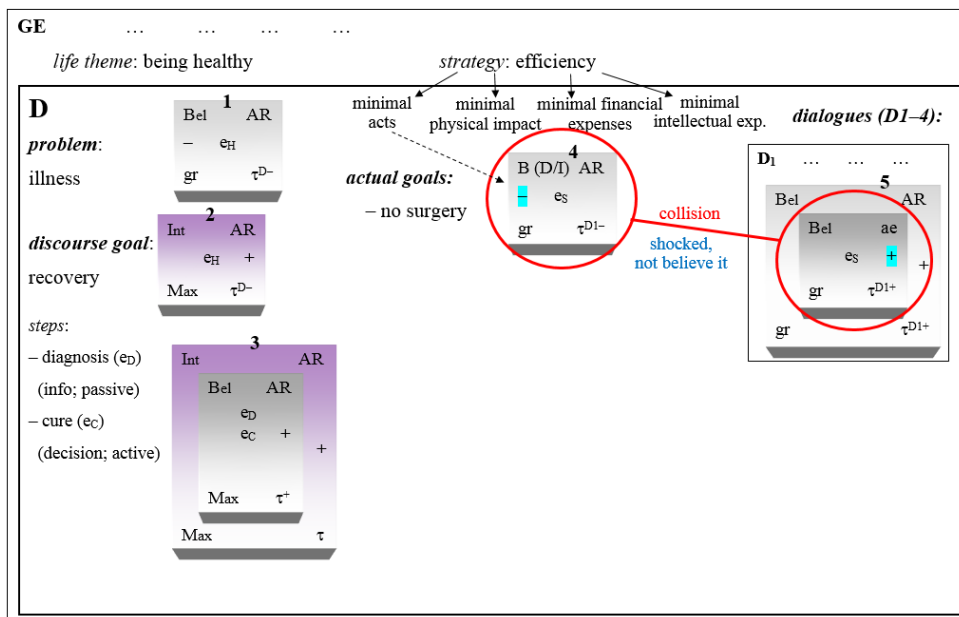 GE … … … …
life theme: being healthy strategy: efficiency
minimal acts
minimal physical impact
minimal financial expenses
minimal intellectual exp.
dialogues (D1–4):
D
problem:
illness
1
Bel AR
– eH
gr τD–
discourse goal:
recovery
2
Int AR
eH +
Max τD–
steps:
– diagnosis (eD)
(info; passive)
– cure (eC)
(decision; active)
3
Int AR
Bel AR
eD
eC +
+
Max τ+
Max τ
actual goals:
– no surgery
4
B (D/I) AR
– eS
gr τD1–
collision
shocked,
not believe it
D1 … … …
5
Bel AR
Bel ae
eS + +
gr τD1+
gr τD1+